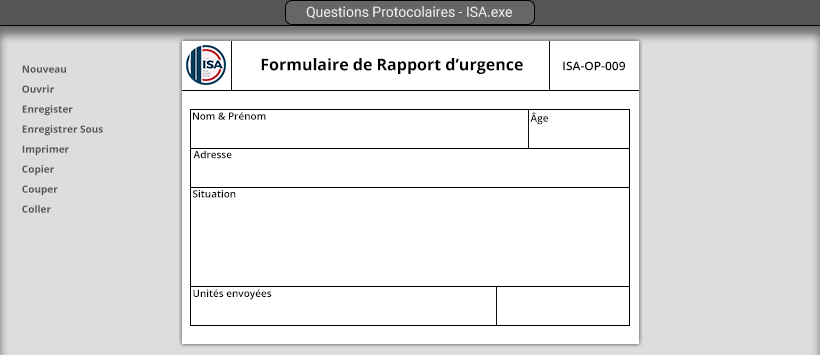 Questions Protocolaires - ISA.exe
Nouveau
Ouvrir
Enregister
Enregistrer Sous
Imprimer
Copier
Couper
Coller
ISA
Formulaire de Rapport d’urgence
ISA-OP-009
Nom & Prénom
Âge
Adresse
Situation
Unités envoyées